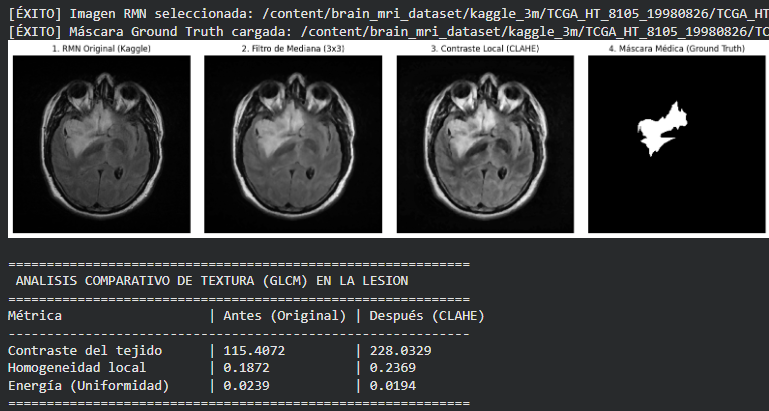 [ÉXITO] Imagen RMN seleccionada: /content/brain_mri_dataset/kaggle_3m/TCGA_HT_8105_19980826/TCGA_HT
[ÉXITO] Máscara Ground Truth cargada: /content/brain_mri_dataset/kaggle_3m/TCGA_HT_8105_19980826/TC
1. RMN Original (Kaggle) 2. Filtro de Mediana (3x3) 3. Contraste Local (CLAHE) 4. Máscara Médica (Ground Truth)
============================================================
ANALISIS COMPARATIVO DE TEXTURA (GLCM) EN LA LESION
============================================================
Métrica | Antes (Original) | Después (CLAHE)
------------------------------------------------------------
Contraste del tejido | 115.4072 | 228.0329
Homogeneidad local | 0.1872 | 0.2369
Energía (Uniformidad) | 0.0239 | 0.0194
============================================================